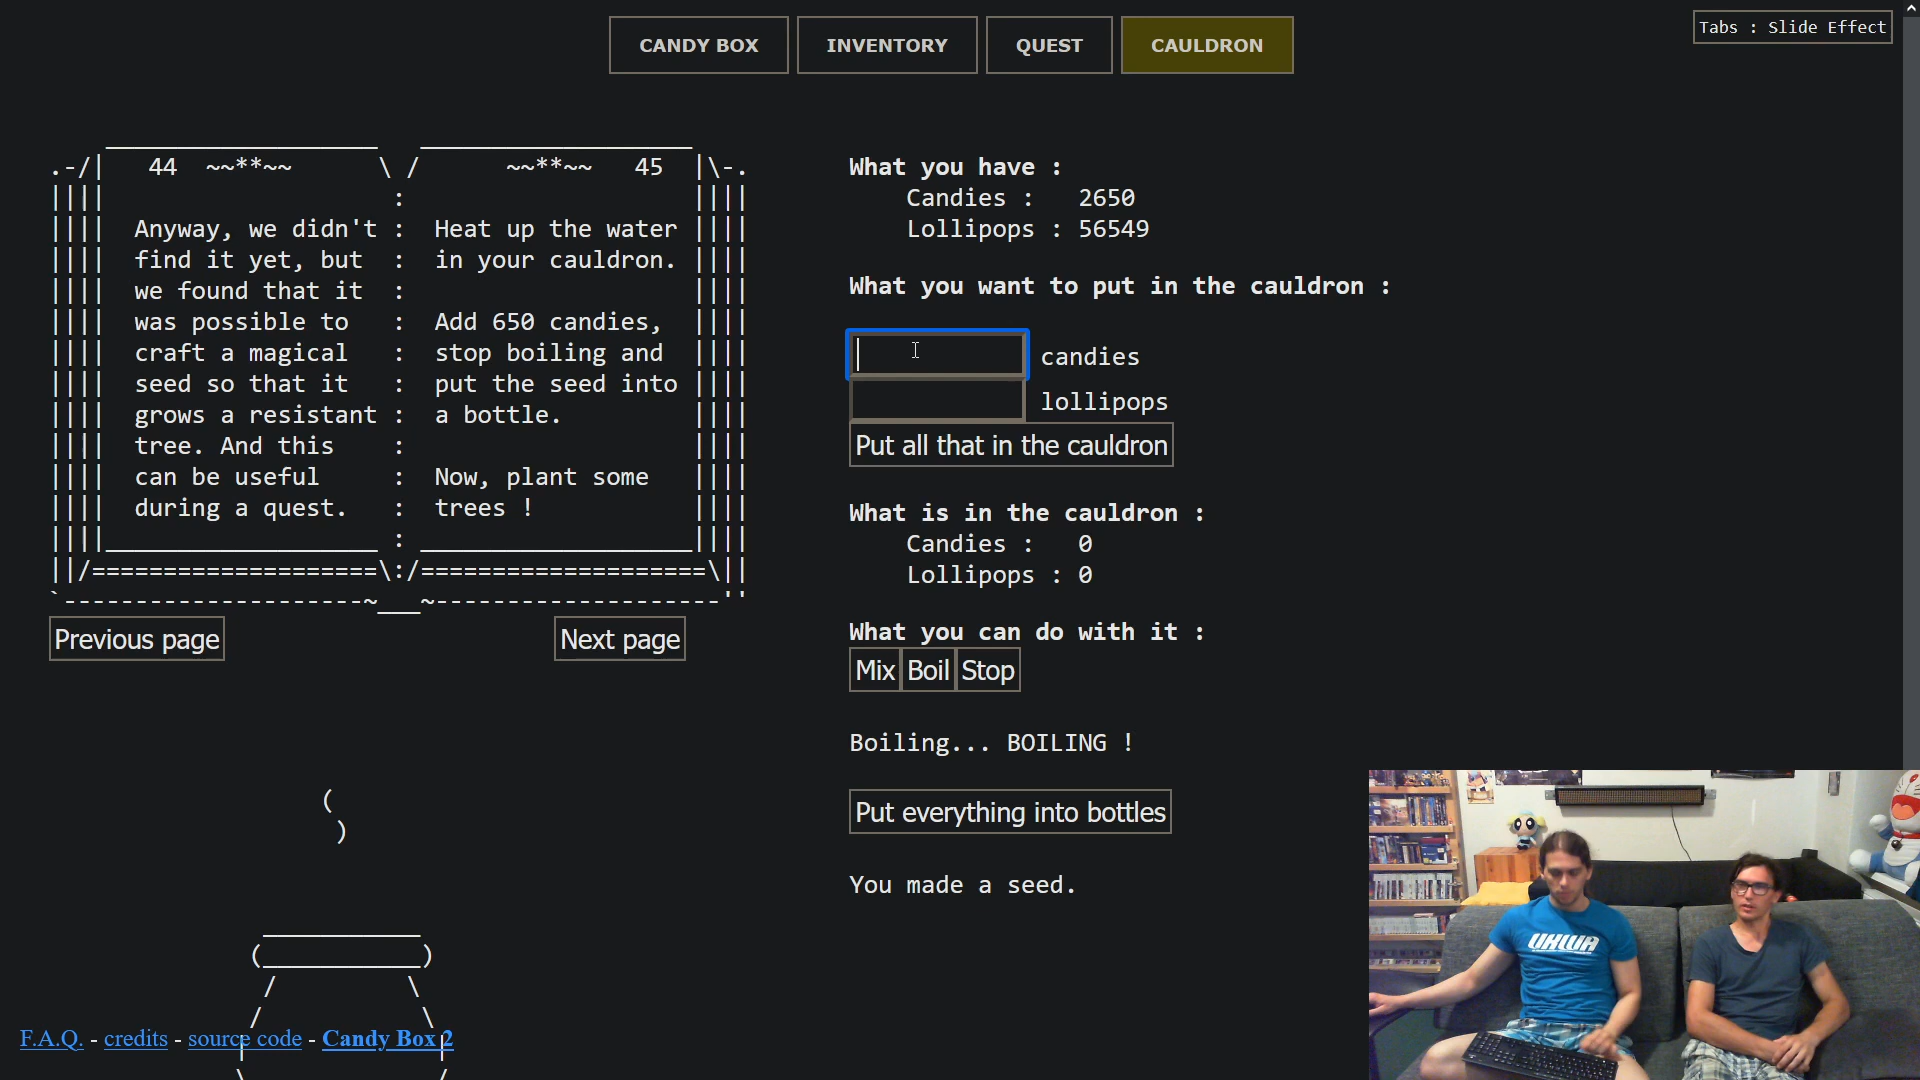 CANDY BOX
INVENTORY
QUEST
CAULDRON
Tabs : Slide Effect
44 ~~**~~
Anyway, we didn't
find it yet, but
we found that it
was possible to
craft a magical
seed so that it
grows a resistant
tree. And this
can be useful
during a quest.
~~**~~ 45
Heat up the water
in your cauldron.
Add 650 candies,
stop boiling and
put the seed into
a bottle.
Now, plant some
trees !
Previous page
Next page
What you have :
Candies : 2650
Lollipops : 56549
What you want to put in the cauldron :
candies
lollipops
Put all that in the cauldron
What is in the cauldron :
Candies : 0
Lollipops : 0
What you can do with it :
Mix
Boil
Stop
Boiling... BOILING !
Put everything into bottles
You made a seed.
UHWA
F.A.Q. - credits - source code - Candy Box 2